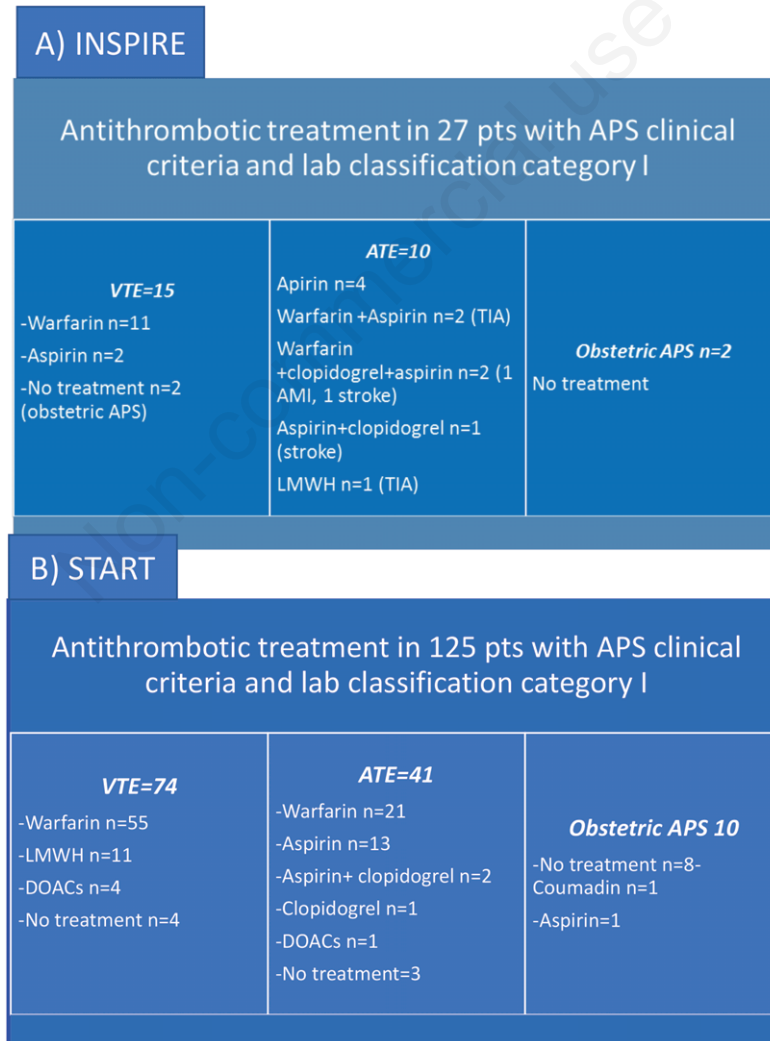 A) INSPIRE
Antithrombotic treatment in 27 pts with APS clinical
criteria and lab classification category I
VTE=15
-Warfarin n=11
-Aspirin n=2
-No treatment n=2
(obstetric APS)
ATE=10
Apirin n=4
Warfarin +Aspirin n=2 (TIA)
Warfarin
+clopidogrel+aspirin n=2 (1
AMI, 1 stroke)
Aspirin+clopidogrel n=1
(stroke)
LMWH n=1 (TIA)
Obstetric APS n=2
No treatment
B) START
Antithrombotic treatment in 125 pts with APS clinical
criteria and lab classification category I
VTE=74
-Warfarin n=55
-LMWH n=11
-DOACs n=4
-No treatment n=4
ATE=41
-Warfarin n=21
-Aspirin n=13
-Aspirin+ clopidogrel n=2
-Clopidogrel n=1
-DOACs n=1
-No treatment=3
Obstetric APS 10
-No treatment n=8-
Coumadin n=1
-Aspirin=1
Non-commercial use